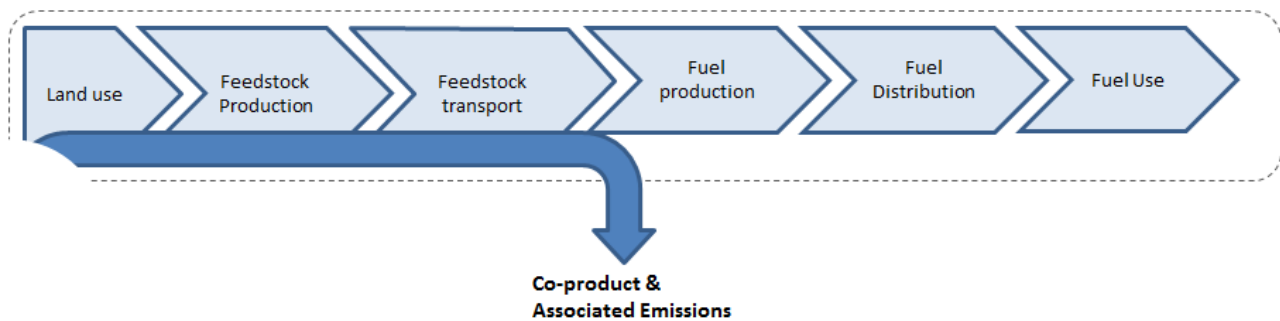 Land use
Feedstock
Production
Feedstock
transport
Fuel
production
Fuel
Distribution
Fuel Use
Co-product &
Associated Emissions